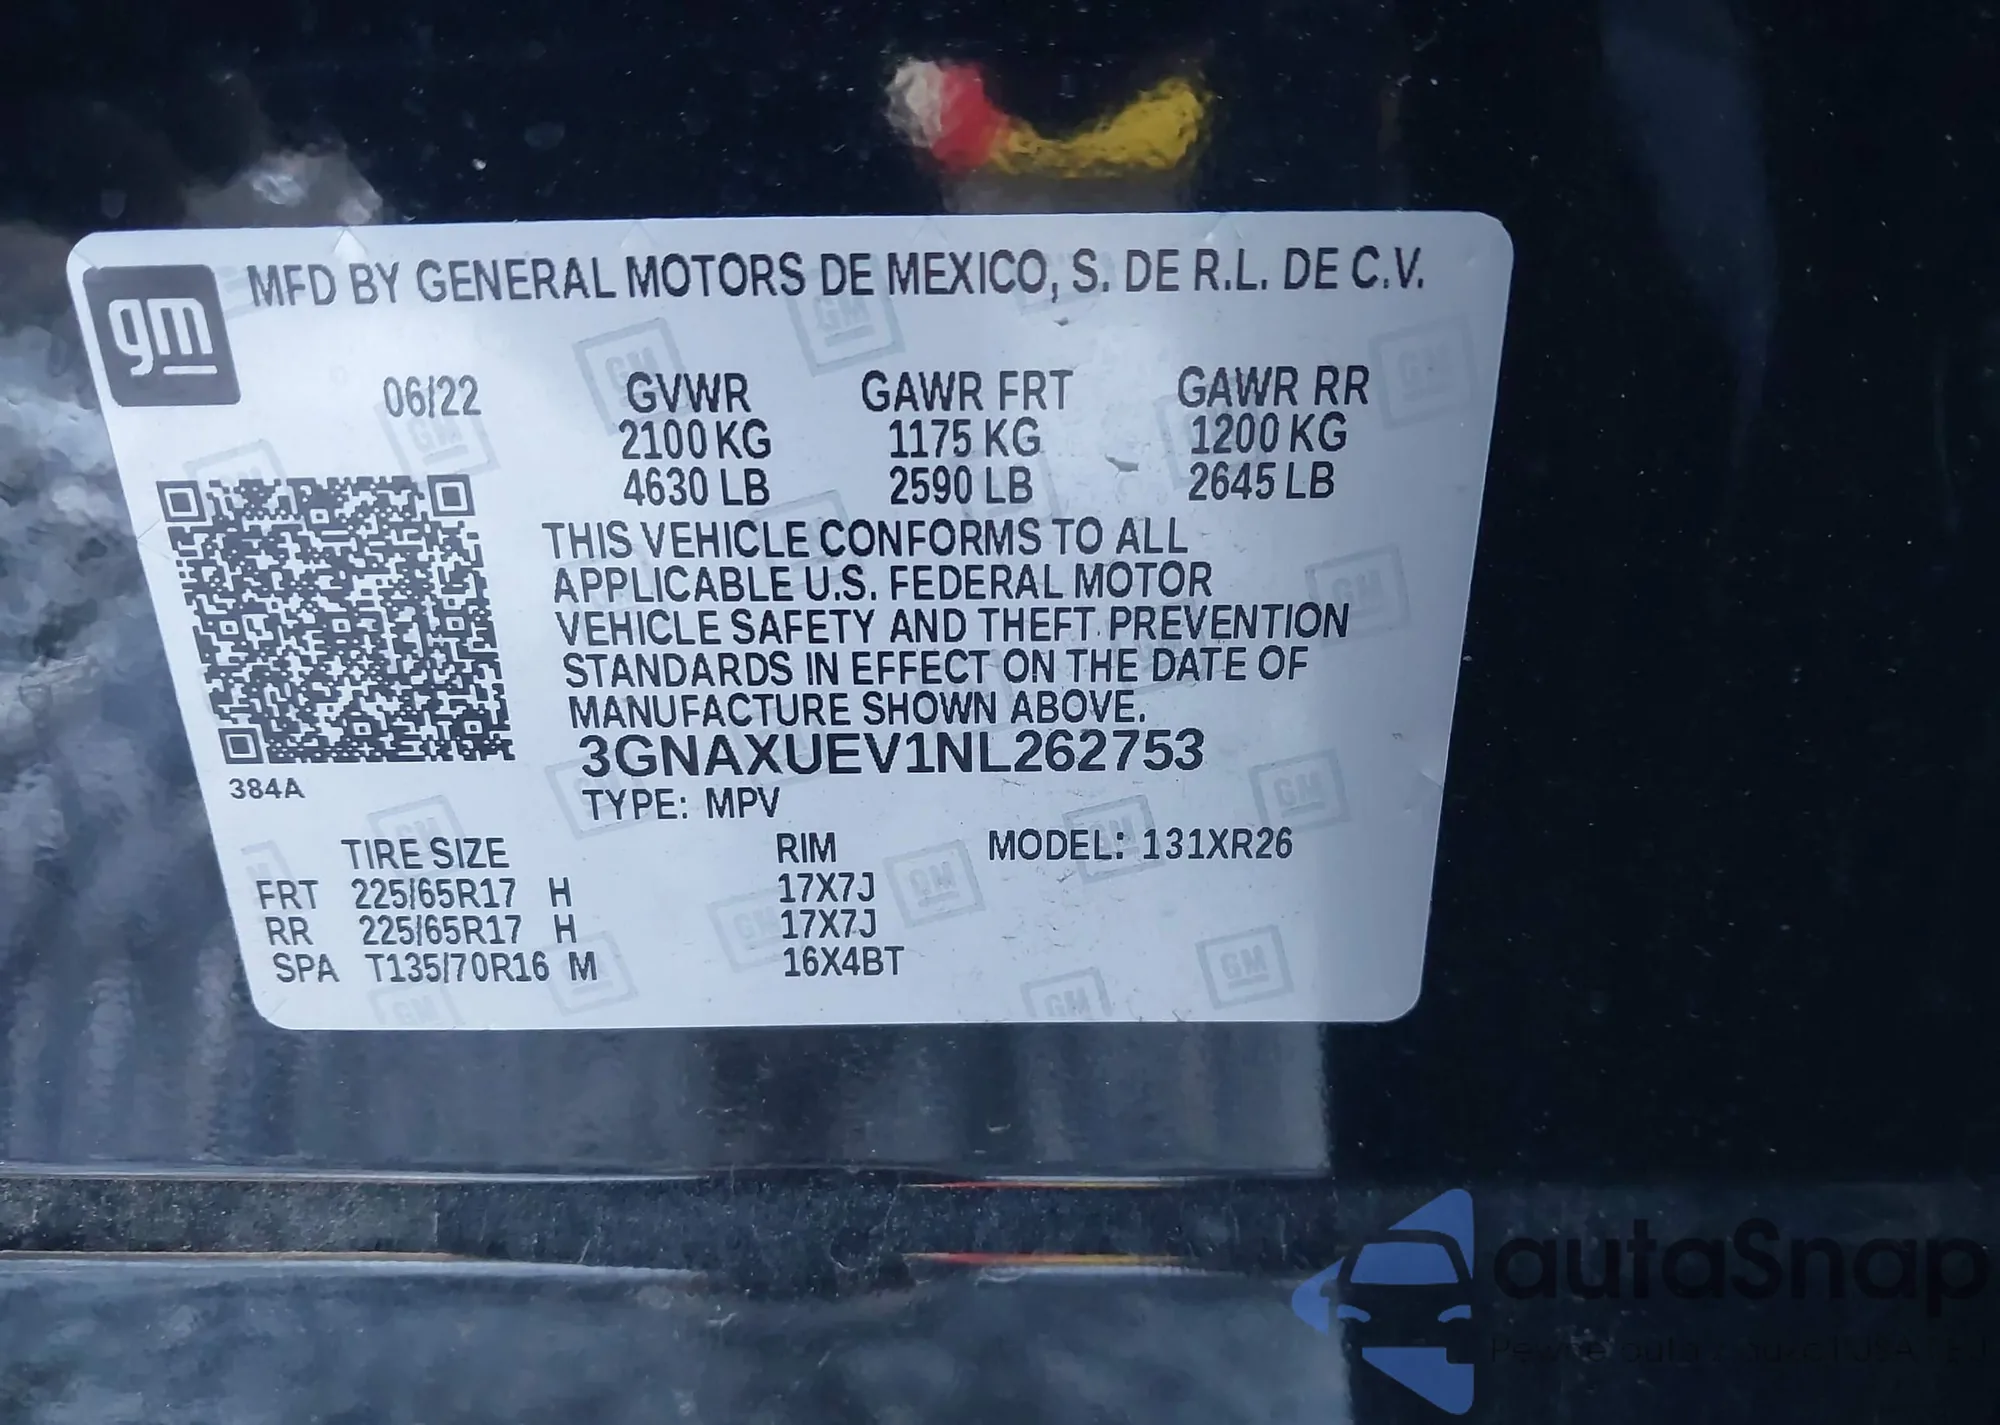 gm
MFD BY GENERAL MOTORS DE MEXICO, S. DE R.L. DE C.V.
06/22 GVWR GAWR FRT GAWR RR
2100 KG 1175 KG 1200 KG
4630 LB 2590 LB 2645 LB
THIS VEHICLE CONFORMS TO ALL
APPLICABLE U.S. FEDERAL MOTOR
VEHICLE SAFETY AND THEFT PREVENTION
STANDARDS IN EFFECT ON THE DATE OF
MANUFACTURE SHOWN ABOVE.
3GNAXUEV1NL262753
384A
TYPE: MPV
TIRE SIZE RIM MODEL: 131XR26
FRT 225/65R17 H 17X7J
RR 225/65R17 H 17X7J
SPA T135/70R16 M 16X4BT
autaSnap